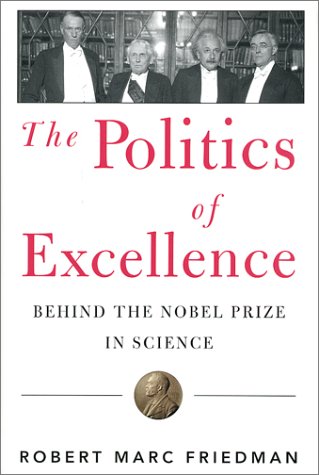 The Politics
of
Excellence
BEHIND THE NOBEL PRIZE
IN SCIENCE
ROBERT MARC FRIEDMAN